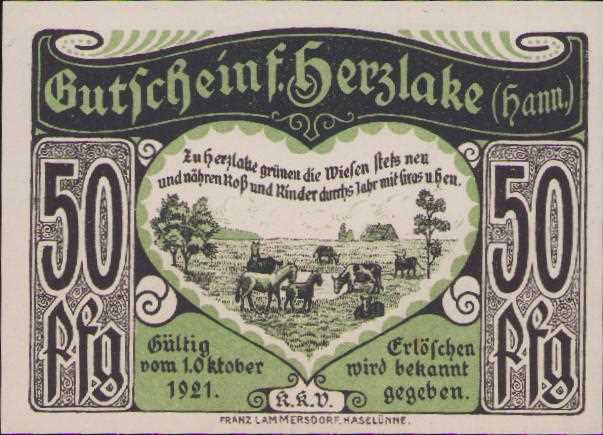 Gutschein f. Herzlake (Hann.)
Zu Herzlake grünen die Wiesen stets neu
und nähren Roß und Rinder durchs Jahr mit Gras u Heu.
50
Pfg
50
Pfg
Gültig
vom 1. Oktober
1921.
Erlöschen
wird bekannt
gegeben.
K.K.V.
FRANZ LAMMERSDORF, HASELÜNNE.